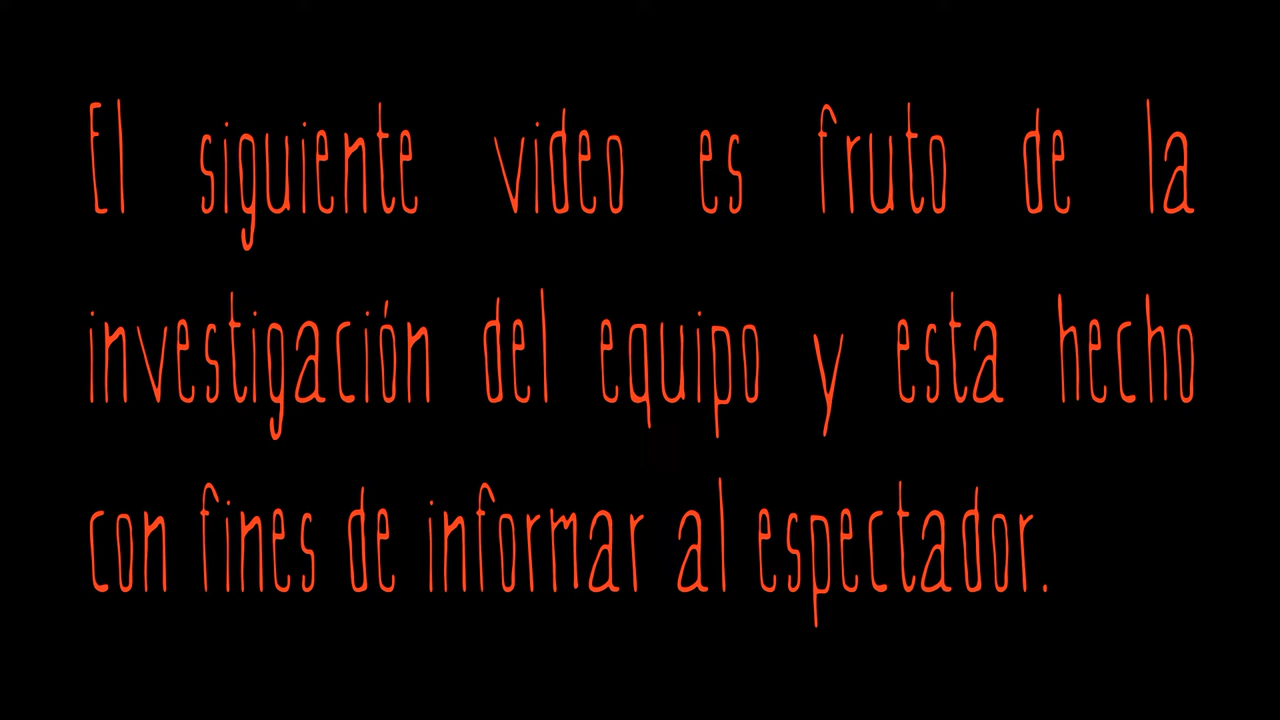 El siguiente video es fruto de la
investigación del equipo y esta hecho
con fines de informar al espectador.